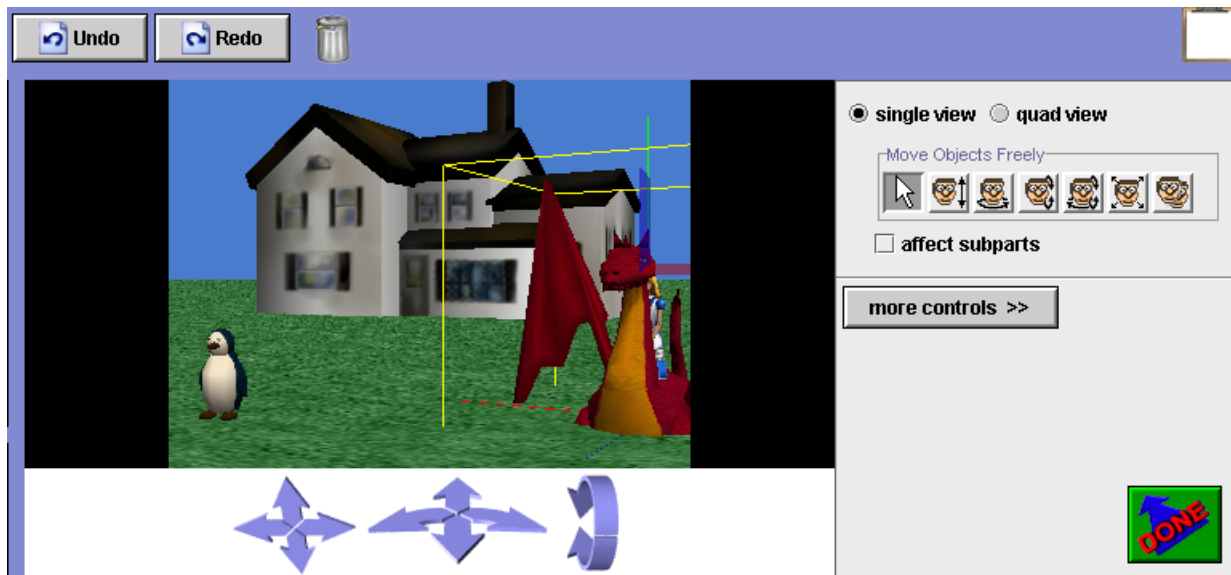 Undo
Redo
single view
quad view
Move Objects Freely
affect subparts
more controls >>
DONE